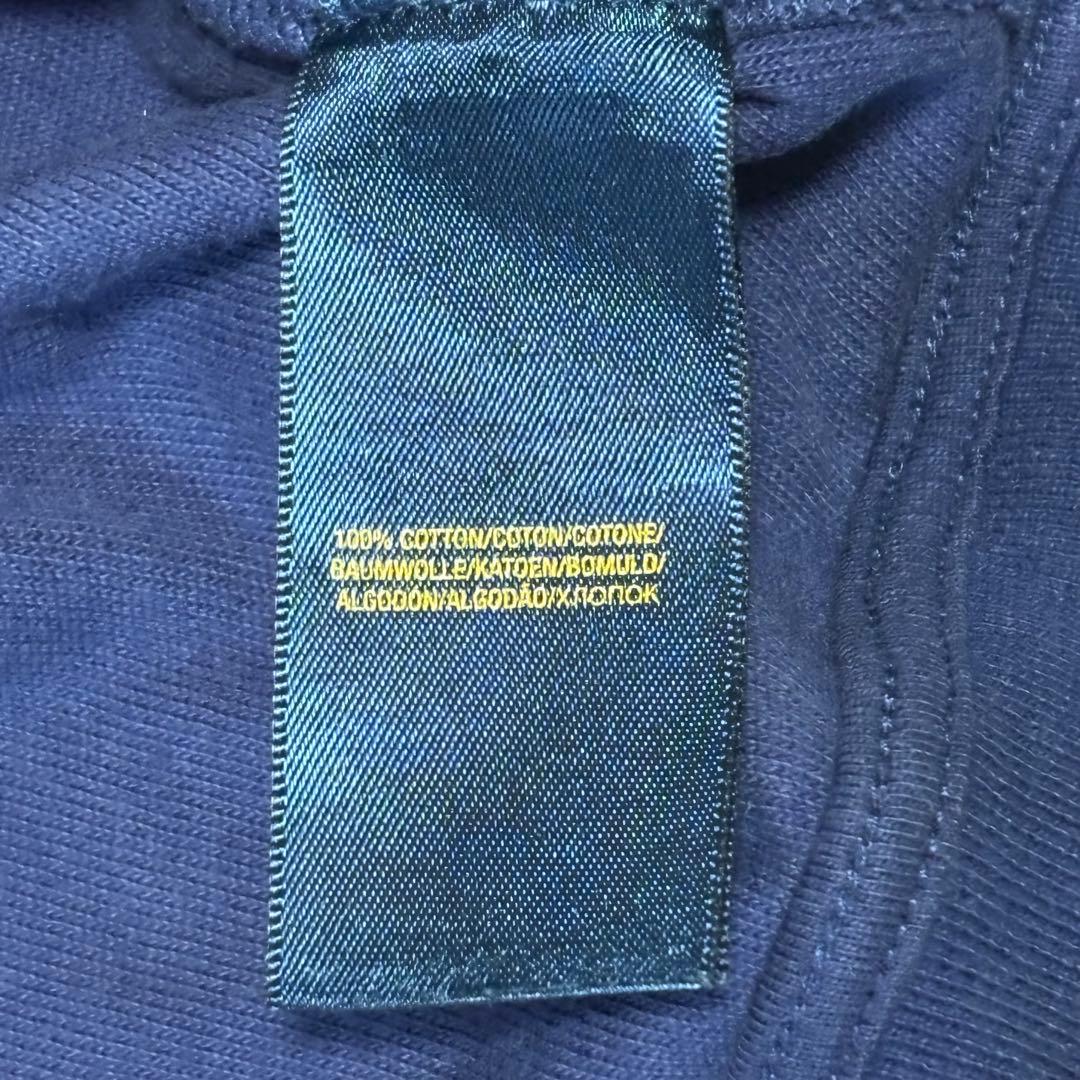 100% COTTON/COTON/COTONE/
BAUMWOLLE/KATOEN/BOMULD/
ALGODON/ALGODÃO/ХЛОПОК